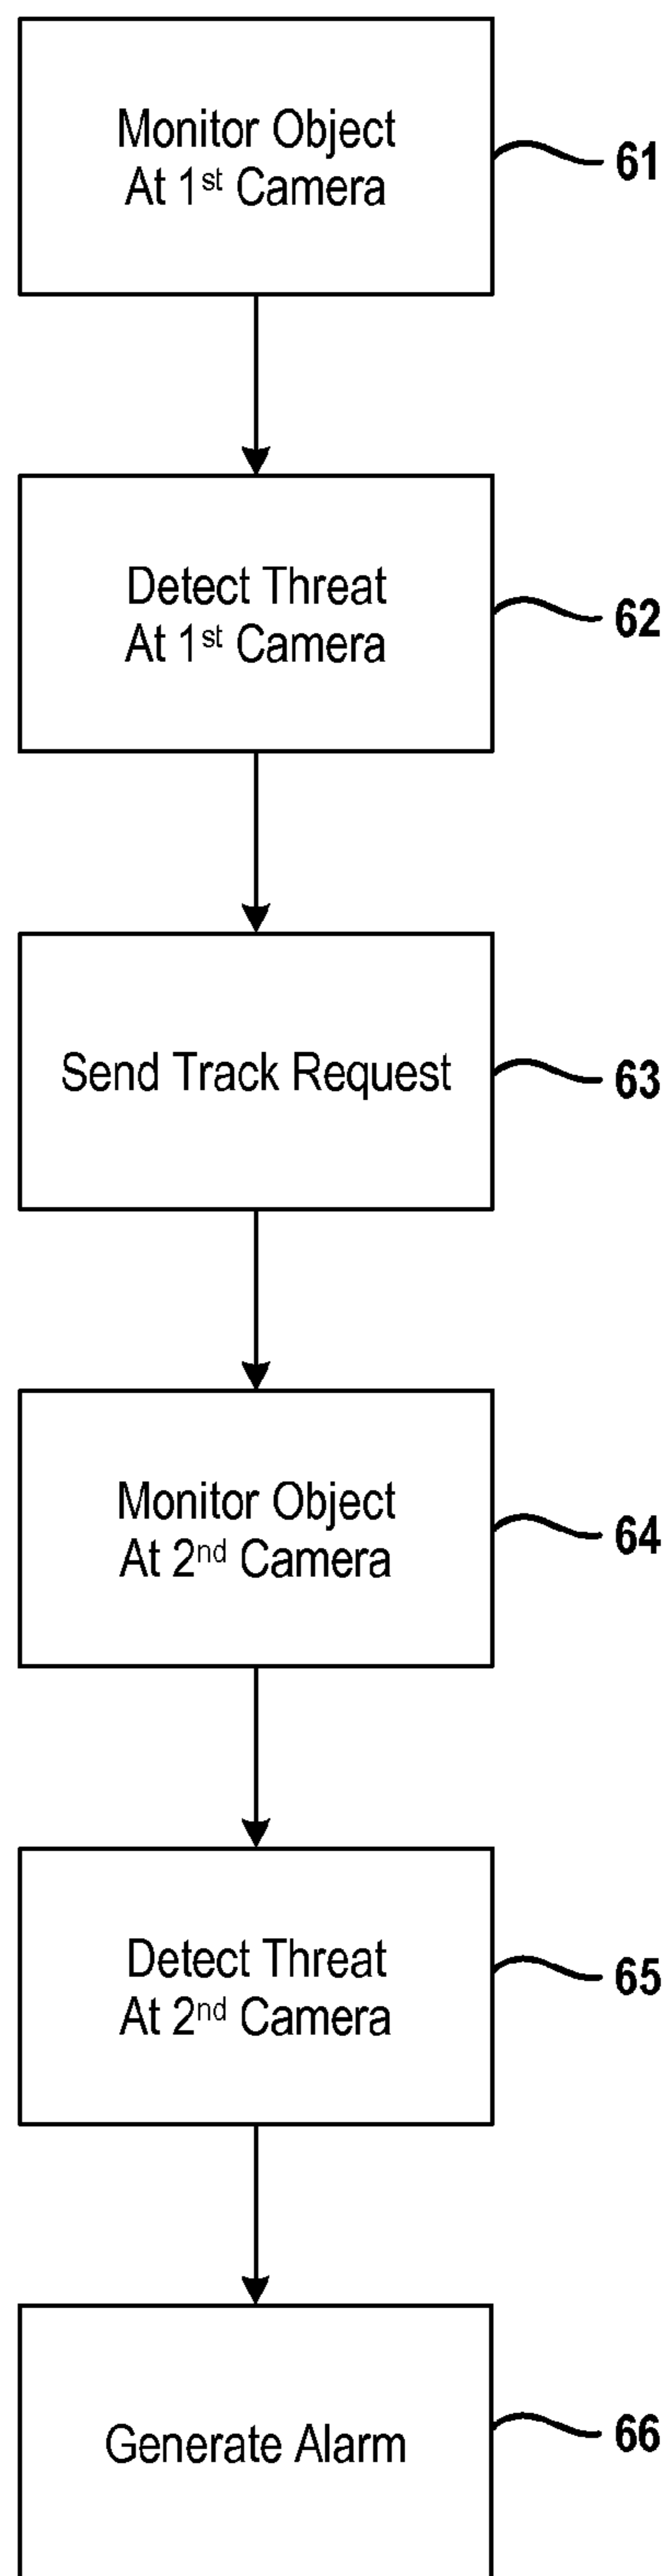 Monitor Object
At 1st Camera
61
Detect Threat
At 1st Camera
62
Send Track Request
63
Monitor Object
At 2nd Camera
64
Detect Threat
At 2nd Camera
65
Generate Alarm
66